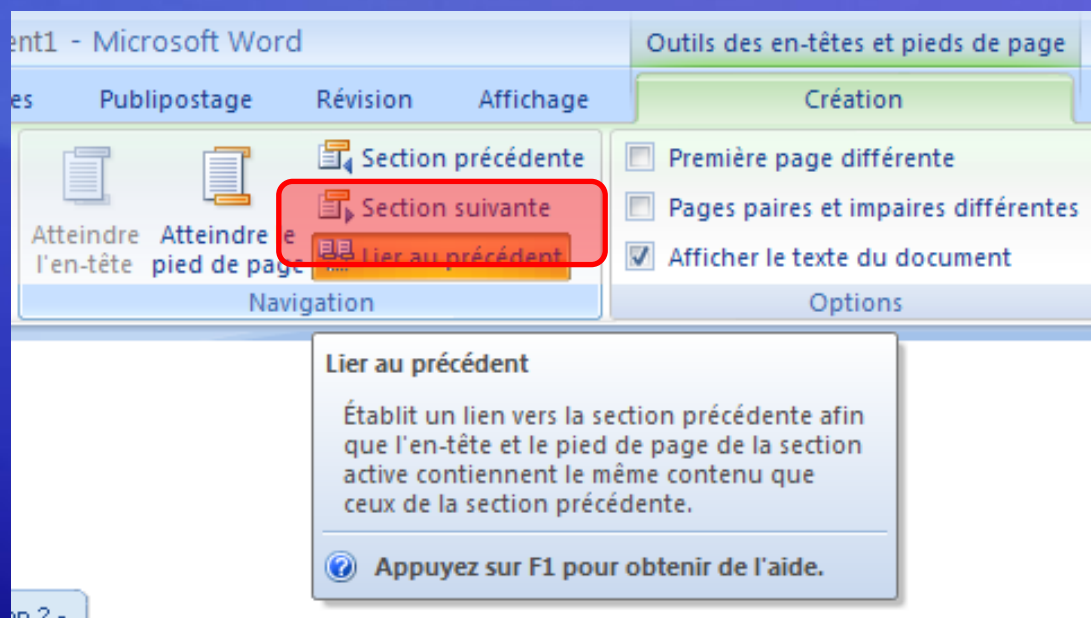 ent1 - Microsoft Word
Outils des en-têtes et pieds de page
es Publipostage Révision Affichage Création
Section précédente
Première page différente
Section suivante
Pages paires et impaires différentes
Atteindre l'en-tête
Atteindre le pied de page
Lier au précédent
Afficher le texte du document
Navigation
Options
Lier au précédent
Établit un lien vers la section précédente afin
que l'en-tête et le pied de page de la section
active contiennent le même contenu que
ceux de la section précédente.
Appuyez sur F1 pour obtenir de l'aide.
on 2 -